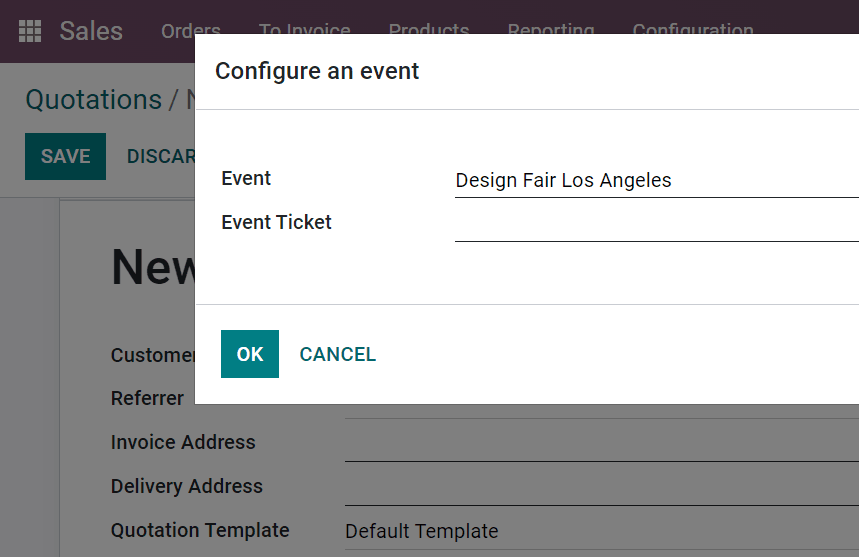 Sales Orders To Invoice Products Reporting Configuration
Configure an event
Quotations /
SAVE DISCAR
Event Design Fair Los Angeles
Event Ticket
New
OK CANCEL
Customer
Referrer
Invoice Address
Delivery Address
Quotation Template Default Template